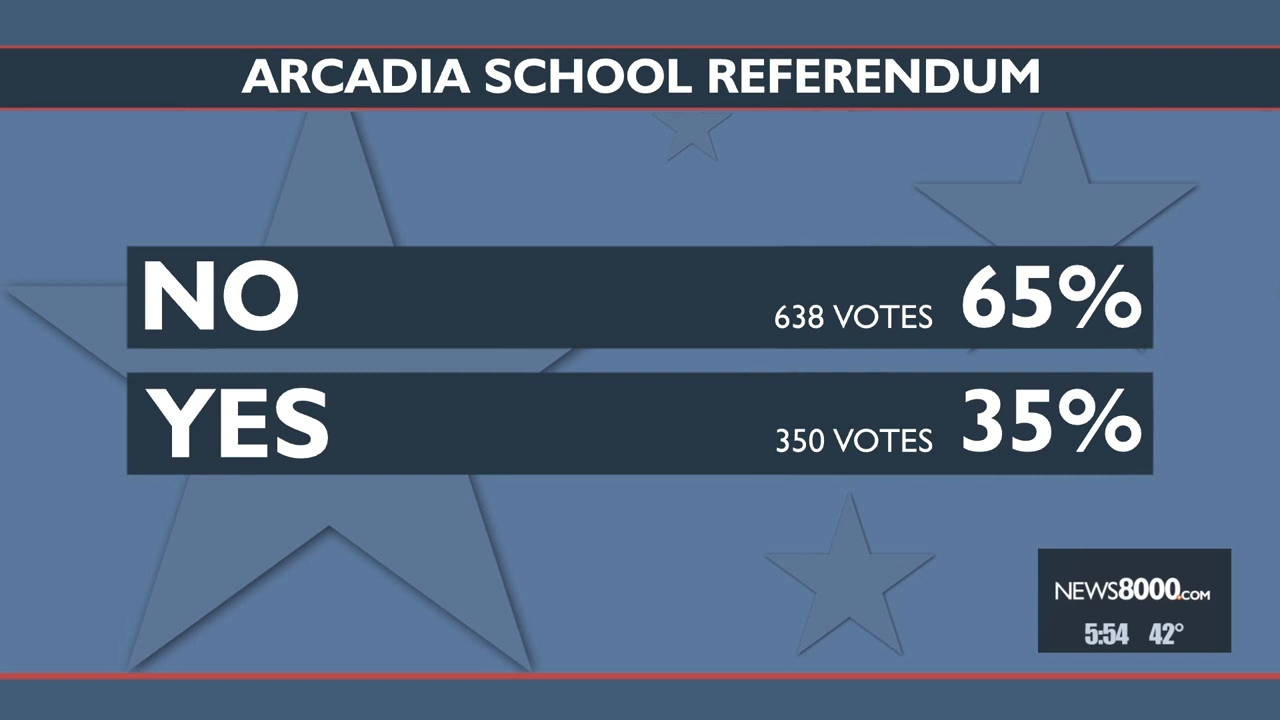 ARCADIA SCHOOL REFERENDUM
NO 638 VOTES 65%
YES 350 VOTES 35%
NEWS8000.COM
5:54 42°